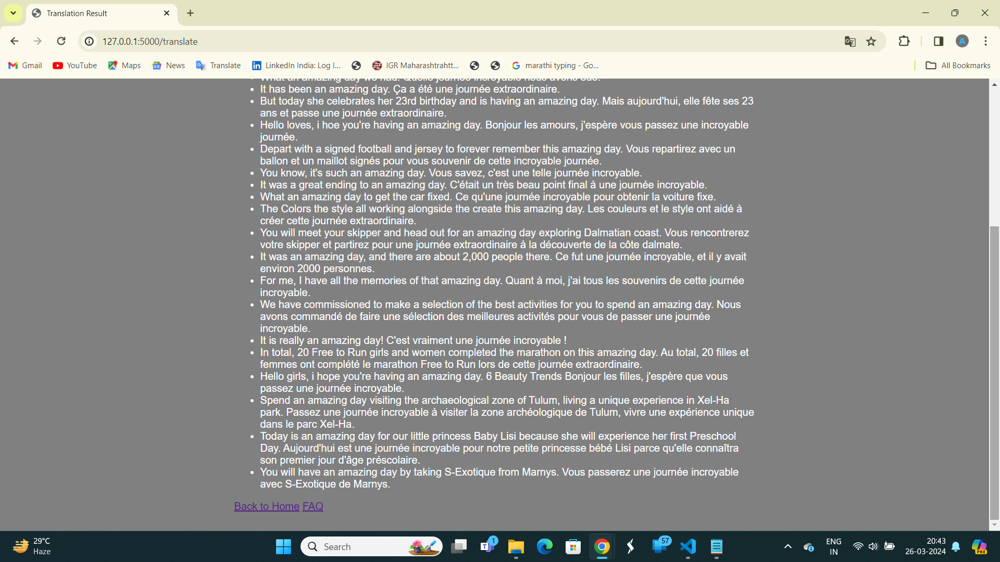 Translation Result
127.0.0.1:5000/translate
Gmail
YouTube
Maps
News
Translate
LinkedIn India: Log I...
IGR Maharashtrahtt...
marathi typing - Go...
All Bookmarks
What an amazing day we had. Quelle journée incroyable nous avons eue.
It has been an amazing day. Ça a été une journée extraordinaire.
But today she celebrates her 23rd birthday and is having an amazing day. Mais aujourd'hui, elle fête ses 23
ans et passe une journée extraordinaire.
Hello loves, i hoe you're having an amazing day. Bonjour les amours, j'espère vous passez une incroyable
journée.
Depart with a signed football and jersey to forever remember this amazing day. Vous repartirez avec un
ballon et un maillot signés pour vous souvenir de cette incroyable journée.
You know, it's such an amazing day. Vous savez, c'est une telle journée incroyable.
It was a great ending to an amazing day. C'était un très beau point final à une journée incroyable.
What an amazing day to get the car fixed. Ce qu'une journée incroyable pour obtenir la voiture fixe.
The Colors the style all working alongside the create this amazing day. Les couleurs et le style ont aidé à
créer cette journée extraordinaire.
You will meet your skipper and head out for an amazing day exploring Dalmatian coast. Vous rencontrerez
votre skipper et partirez pour une journée extraordinaire à la découverte de la côte dalmate.
It was an amazing day, and there are about 2,000 people there. Ce fut une journée incroyable, et il y avait
environ 2000 personnes.
For me, I have all the memories of that amazing day. Quant à moi, j'ai tous les souvenirs de cette journée
incroyable.
We have commissioned to make a selection of the best activities for you to spend an amazing day. Nous
avons commandé de faire une sélection des meilleures activités pour vous de passer une journée
incroyable.
It is really an amazing day! C'est vraiment une journée incroyable !
In total, 20 Free to Run girls and women completed the marathon on this amazing day. Au total, 20 filles et
femmes ont complété le marathon Free to Run lors de cette journée extraordinaire.
Hello girls, i hope you're having an amazing day. 6 Beauty Trends Bonjour les filles, j'espère que vous
passez une journée incroyable.
Spend an amazing day visiting the archaeological zone of Tulum, living a unique experience in Xel-Ha
park. Passez une journée incroyable à visiter la zone archéologique de Tulum, vivre une expérience unique
dans le parc Xel-Ha.
Today is an amazing day for our little princess Baby Lisi because she will experience her first Preschool
Day. Aujourd'hui est une journée incroyable pour notre petite princesse bébé Lisi parce qu'elle connaîtra
son premier jour d'âge préscolaire.
You will have an amazing day by taking S-Exotique from Marnys. Vous passerez une journée incroyable
avec S-Exotique de Marnys.
Back to Home FAQ
29°C
Haze
Search
1
57
ENG
IN
20:43
26-03-2024
PRE